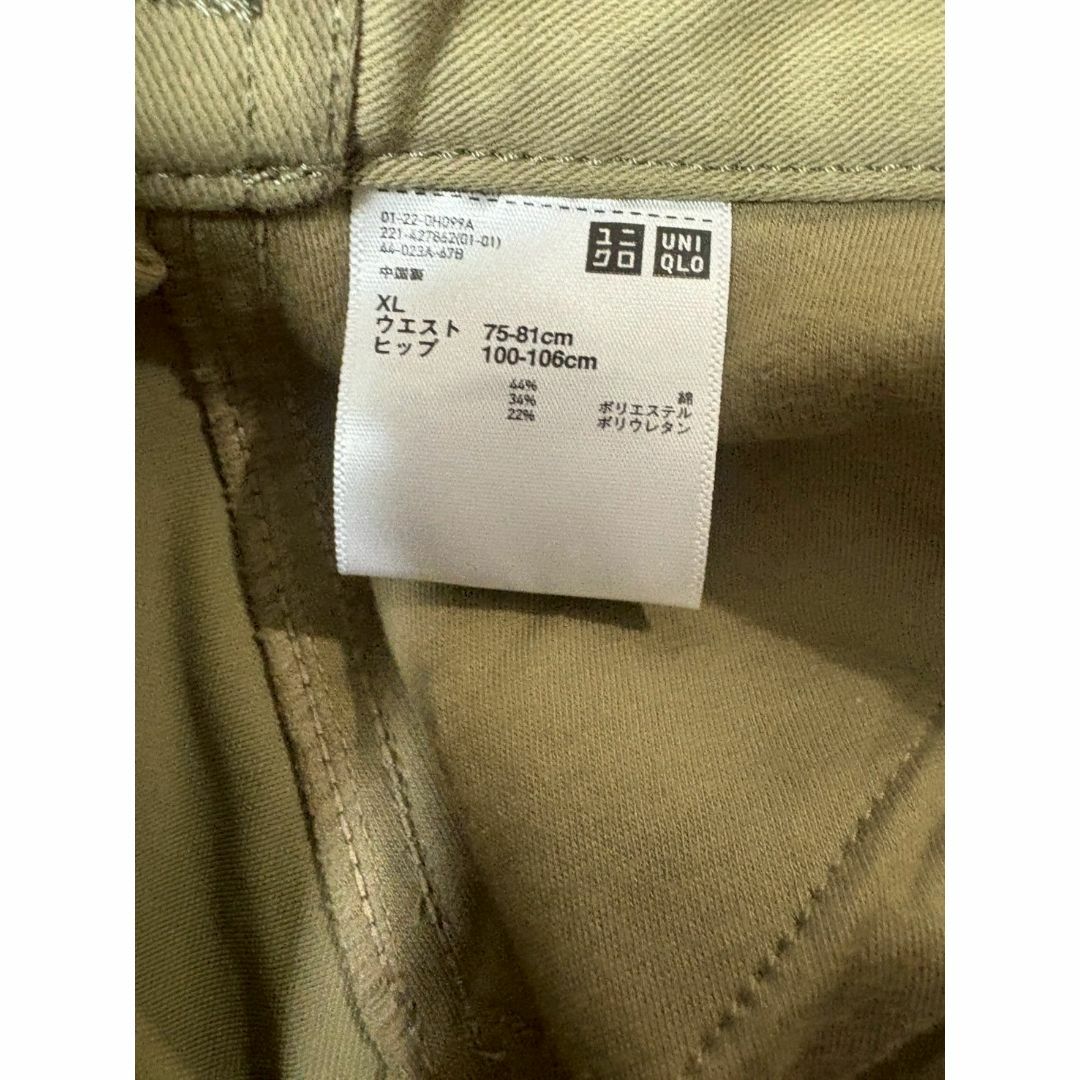 01-22-0H099A
221-427862(01-01)
44-023A-67B
中国製
ユニ
クロ
UNI
QLO
XL
ウエスト 75-81cm
ヒップ 100-106cm
44% 綿
34% ポリエステル
22% ポリウレタン